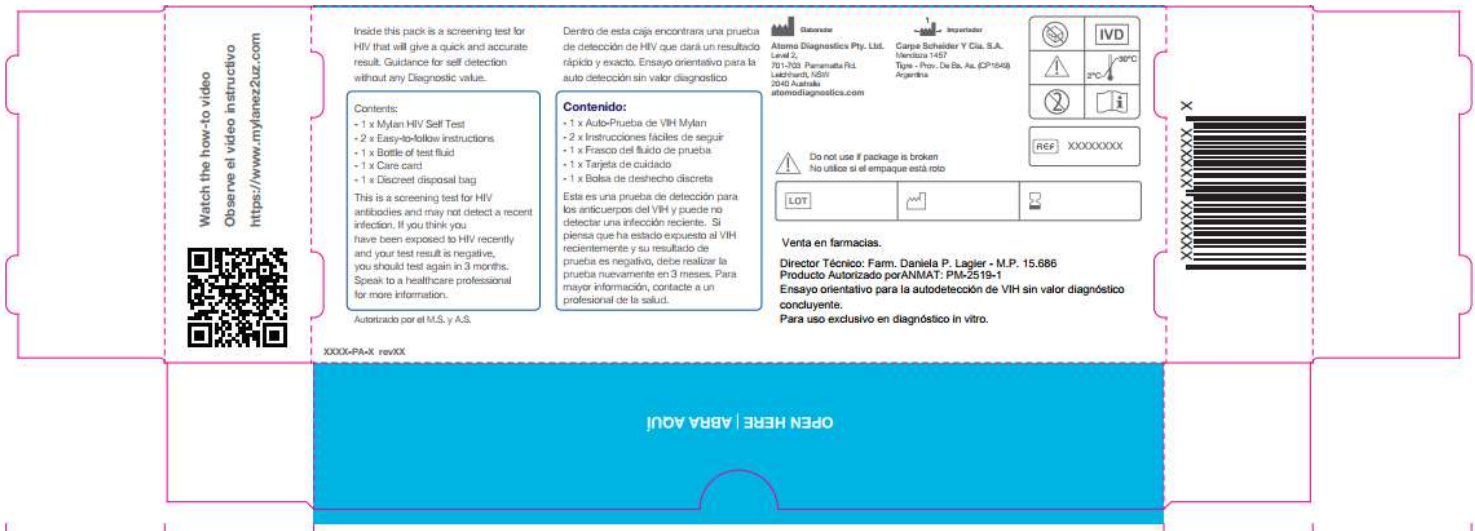 Watch the how-to video
Observe el video instructivo
https://www.mylanez2uz.com
Inside this pack is a screening test for
HIV that will give a quick and accurate
result. Guidance for self detection
without any Diagnostic value.
Contents:
- 1 x Mylan HIV Self Test
- 2 x Easy-to-follow instructions
- 1 x Bottle of test fluid
- 1 x Care card
- 1 x Discreet disposal bag
This is a screening test for HIV
antibodies and may not detect a recent
infection. If you think you
have been exposed to HIV recently
and your test result is negative,
you should test again in 3 months.
Speak to a healthcare professional
for more information.
Autorizado por el M.S. y A.S.
XXXX-PA-X revXX
Dentro de esta caja encontrara una prueba
de detección de HIV que dará un resultado
rápido y exacto. Ensayo orientativo para la
auto detección sin valor diagnostico
Contenido:
- 1 x Auto-Prueba de VIH Mylan
- 2 x Instrucciones fáciles de seguir
- 1 x Frasco del fluido de prueba
- 1 x Tarjeta de cuidado
- 1 x Bolsa de deshecho discreta
Esta es una prueba de detección para
los anticuerpos del VIH y puede no
detectar una infección reciente. Si
piensa que ha estado expuesto al VIH
recientemente y su resultado de
prueba es negativo, debe realizar la
prueba nuevamente en 3 meses. Para
mayor información, contacte a un
profesional de la salud.
Elaborador
Atomo Diagnostics Pty. Ltd.
Level 2,
701-703 Parramatta Rd.
Leichhardt, NSW
2040 Australia
atomodiagnostics.com
1
Importador
Carpe Scheider Y Cia. S.A.
Mendoza 1457
Tigre - Prov. De Bs. As. (CP1649)
Argentina
IVD
2°C
30°C
2
i
REF XXXXXXXX
Do not use if package is broken
No utilice si el empaque está roto
LOT
Venta en farmacias.
Director Técnico: Farm. Daniela P. Lagier - M.P. 15.686
Producto Autorizado porANMAT: PM-2519-1
Ensayo orientativo para la autodetección de VIH sin valor diagnóstico
concluyente.
Para uso exclusivo en diagnóstico in vitro.
OPEN HERE | ABRA AQUÍ